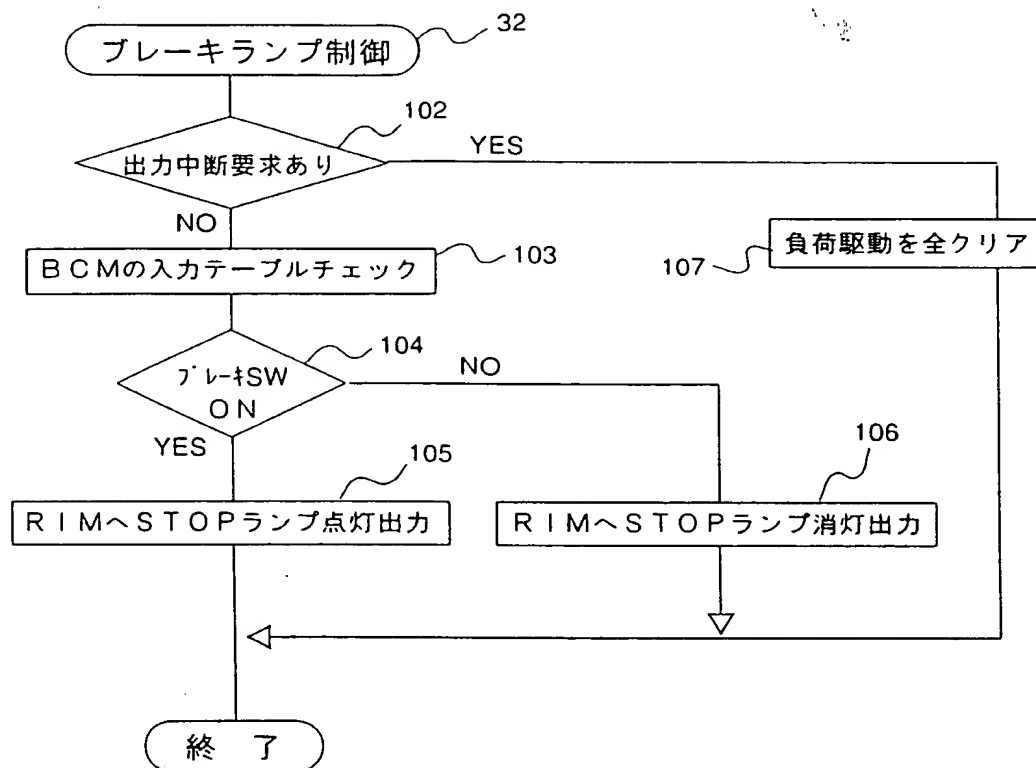 ブレーキランプ制御
32
102
出力中断要求あり
YES
NO
BCMの入力テーブルチェック
103
負荷駆動を全クリア
107
104
ブレーキSW
ON
NO
YES
105
106
RIMへSTOPランプ点灯出力
RIMへSTOPランプ消灯出力
終 了